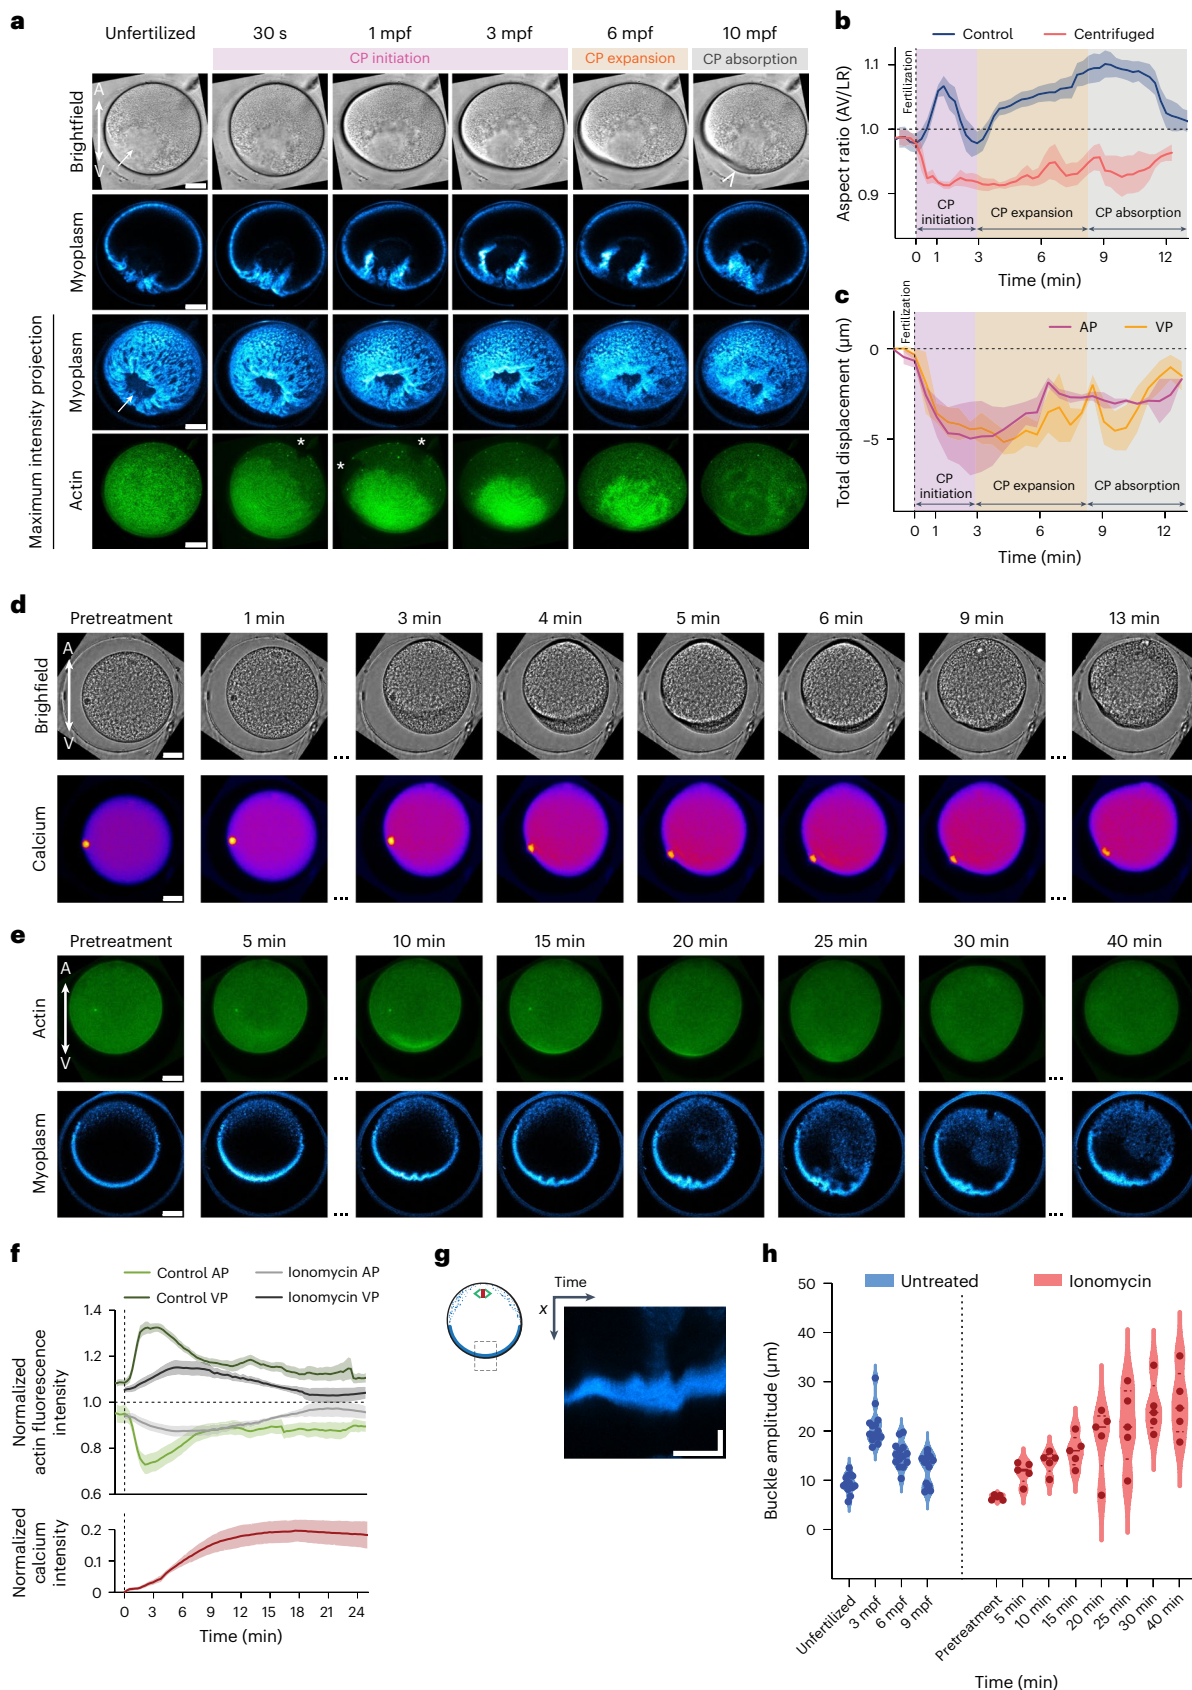 a
Unfertilized 30 s 1 mpf 3 mpf 6 mpf 10 mpf
CP initiation CP expansion CP absorption
Brightfield
A
V
Myoplasm
Maximum intensity projection
Myoplasm
Actin
*
*
*
b
Control Centrifuged
Aspect ratio (AV/LR)
1.1
1.0
0.9
Fertilization
CP initiation
CP expansion
CP absorption
0 1 3 6 9 12
Time (min)
c
Fertilization
AP VP
Total displacement (µm)
0
−5
CP initiation
CP expansion
CP absorption
0 1 3 6 9 12
Time (min)
d
Pretreatment 1 min 3 min 4 min 5 min 6 min 9 min 13 min
Brighfield
A
V
... ...
Calcium
... ...
e
Pretreatment 5 min 10 min 15 min 20 min 25 min 30 min 40 min
Actin
A
V
... ...
Myoplasm
... ...
f
Control AP Ionomycin AP
Control VP Ionomycin VP
Normalized actin fluorescence intensity
1.4
1.2
1.0
0.8
0.6
Normalized calcium intensity
0.2
0.1
0
0 3 6 9 12 15 18 21 24
Time (min)
g
Time
x
h
Untreated Ionomycin
Buckle amplitude (µm)
50
40
30
20
10
0
Unfertilized 3 mpf 6 mpf 9 mpf Pretreatment 5 min 10 min 15 min 20 min 25 min 30 min 40 min
Time (min)